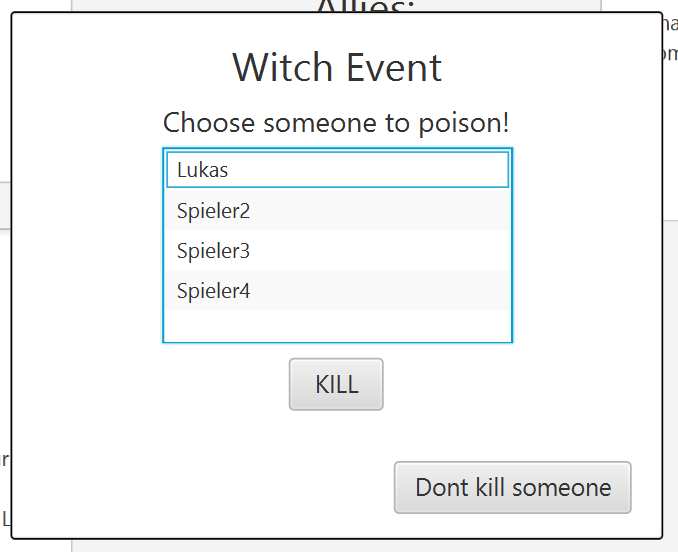 Allies:
Witch Event
Choose someone to poison!
Lukas
Spieler2
Spieler3
Spieler4
KILL
Dont kill someone